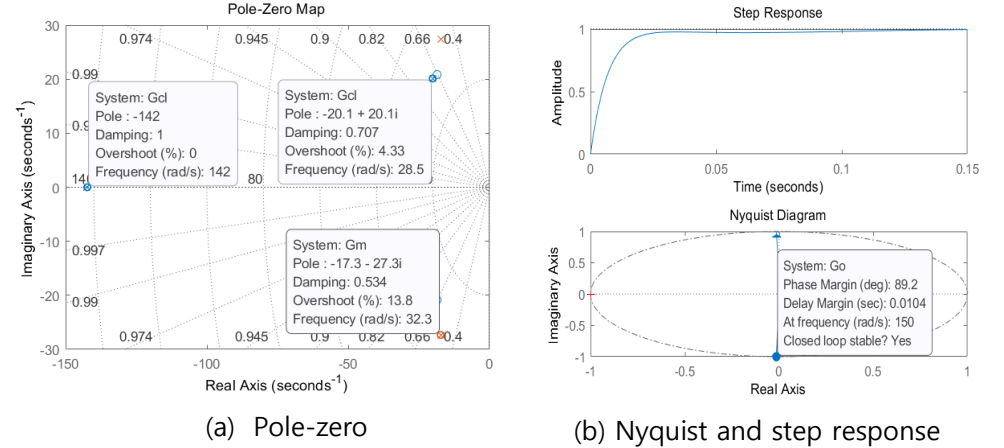 Pole-Zero Map
30
20
10
0
-10
-20
-30
Imaginary Axis (seconds-1)
0.974
0.945
0.9
0.82
0.66
0.4
0.99
System: Gcl
Pole : -142
Damping: 1
Overshoot (%): 0
Frequency (rad/s): 142
System: Gcl
Pole : -20.1 + 20.1i
Damping: 0.707
Overshoot (%): 4.33
Frequency (rad/s): 28.5
80
0.997
System: Gm
Pole : -17.3 - 27.3i
Damping: 0.534
Overshoot (%): 13.8
Frequency (rad/s): 32.3
0.99
0.974
0.945
0.9
0.82
0.66
0.4
-150
-100
-50
0
Real Axis (seconds-1)
(a) Pole-zero
Step Response
1
0.5
0
Amplitude
0
0.05
0.1
0.15
Time (seconds)
Nyquist Diagram
1
0.5
0
-0.5
-1
Imaginary Axis
System: Go
Phase Margin (deg): 89.2
Delay Margin (sec): 0.0104
At frequency (rad/s): 150
Closed loop stable? Yes
-1
-0.5
0
0.5
1
Real Axis
(b) Nyquist and step response